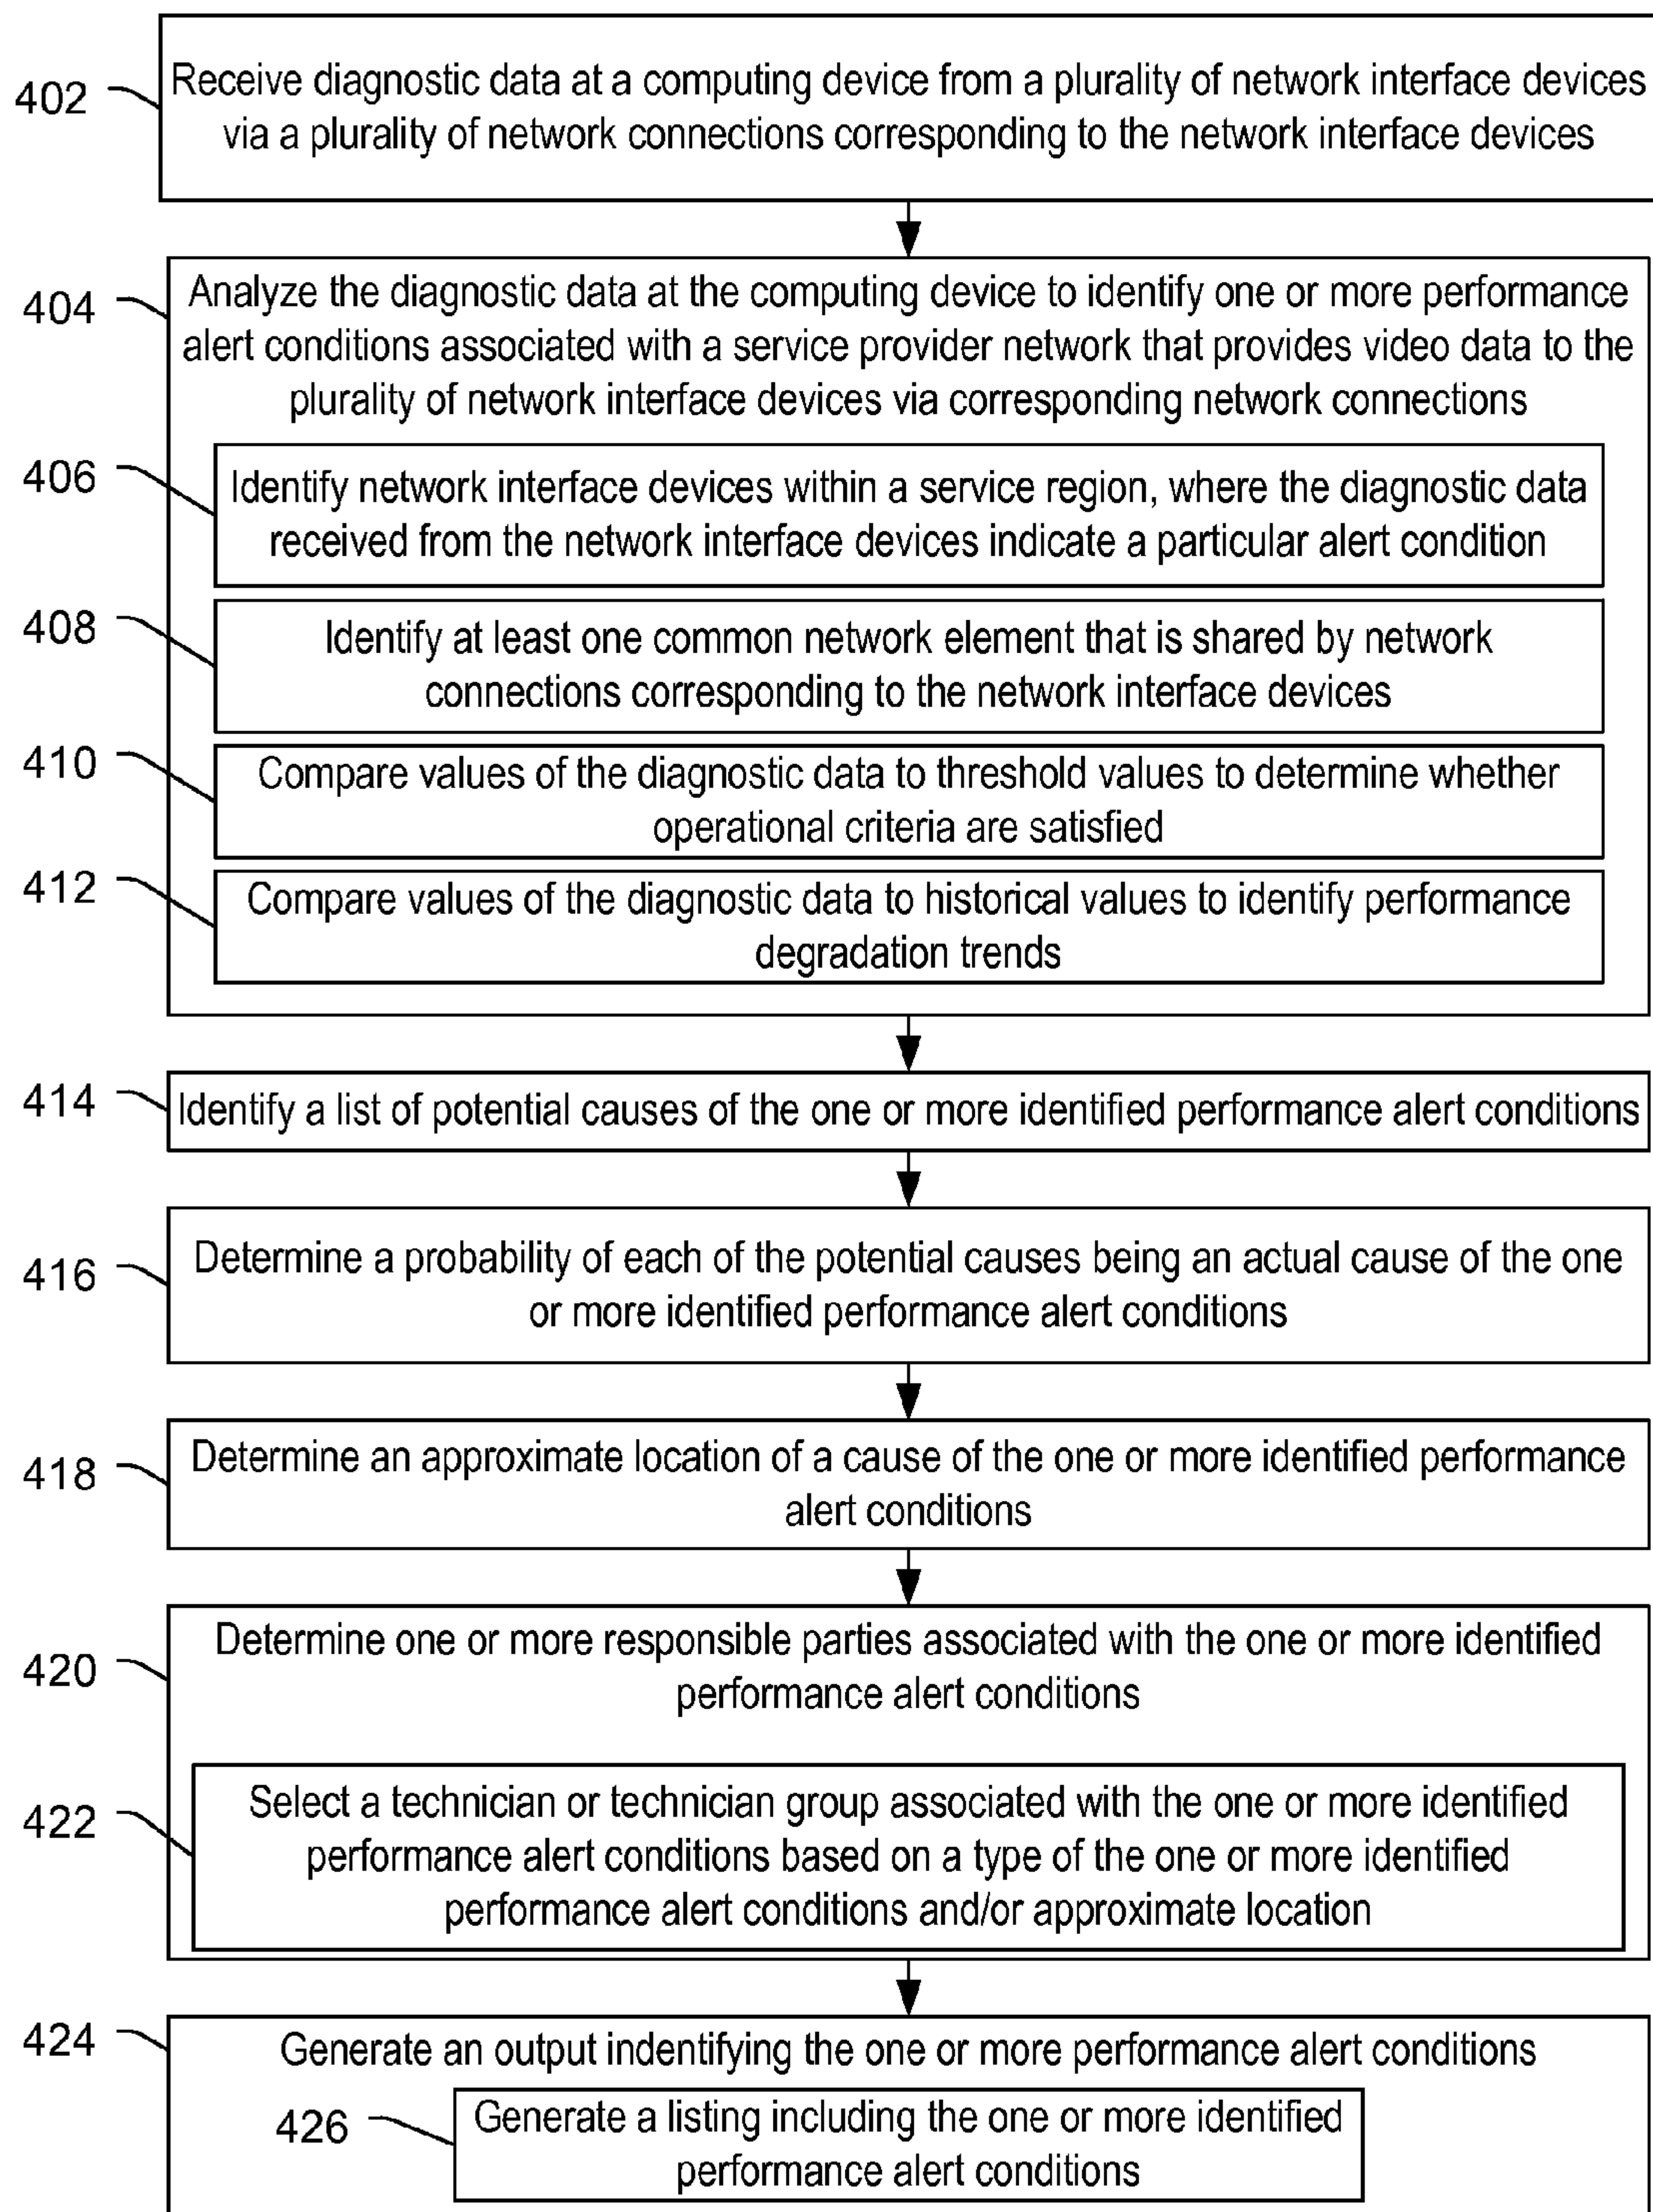 402
Receive diagnostic data at a computing device from a plurality of network interface devices
via a plurality of network connections corresponding to the network interface devices
404
Analyze the diagnostic data at the computing device to identify one or more performance
alert conditions associated with a service provider network that provides video data to the
plurality of network interface devices via corresponding network connections
406
Identify network interface devices within a service region, where the diagnostic data
received from the network interface devices indicate a particular alert condition
408
Identify at least one common network element that is shared by network
connections corresponding to the network interface devices
410
Compare values of the diagnostic data to threshold values to determine whether
operational criteria are satisfied
412
Compare values of the diagnostic data to historical values to identify performance
degradation trends
414
Identify a list of potential causes of the one or more identified performance alert conditions
416
Determine a probability of each of the potential causes being an actual cause of the one
or more identified performance alert conditions
418
Determine an approximate location of a cause of the one or more identified performance
alert conditions
420
Determine one or more responsible parties associated with the one or more identified
performance alert conditions
422
Select a technician or technician group associated with the one or more identified
performance alert conditions based on a type of the one or more identified
performance alert conditions and/or approximate location
424
Generate an output indentifying the one or more performance alert conditions
426
Generate a listing including the one or more identified
performance alert conditions